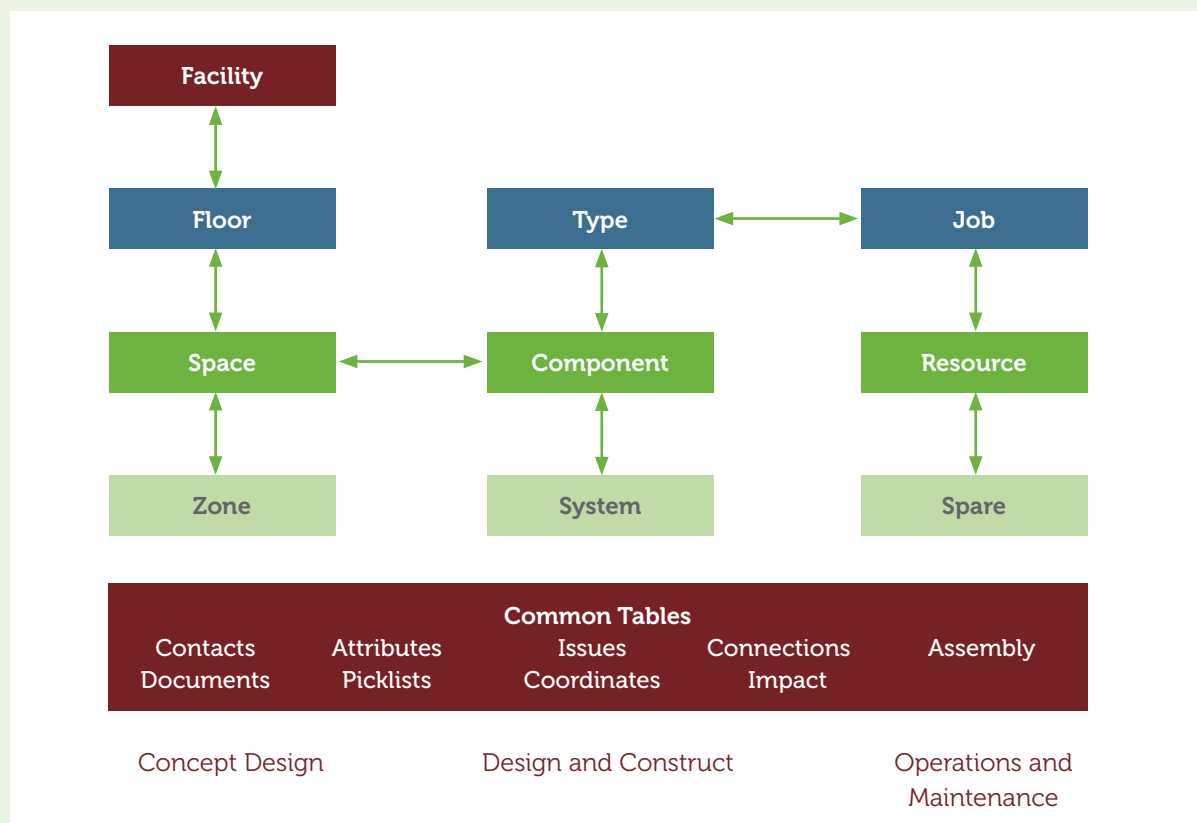 Facility
Floor
Type
Job
Space
Component
Resource
Zone
System
Spare
Common Tables
Contacts Attributes Issues Connections Assembly
Documents Picklists Coordinates Impact
Concept Design
Design and Construct
Operations and
Maintenance